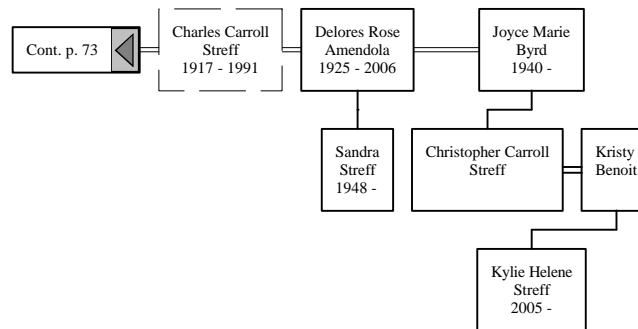 Cont. p. 73
Charles Carroll
Streff
1917 - 1991
Delores Rose
Amendola
1925 - 2006
Joyce Marie
Byrd
1940 -
Sandra
Streff
1948 -
Christopher Carroll
Streff
Kristy
Benoit
Kylie Helene
Streff
2005 -